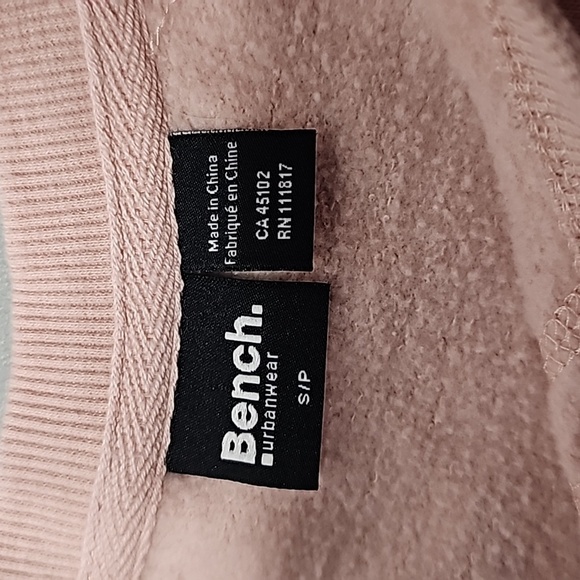 Bench.
urbanwear
S/P
Made in China
Fabriqué en Chine
CA 45102
RN 111817